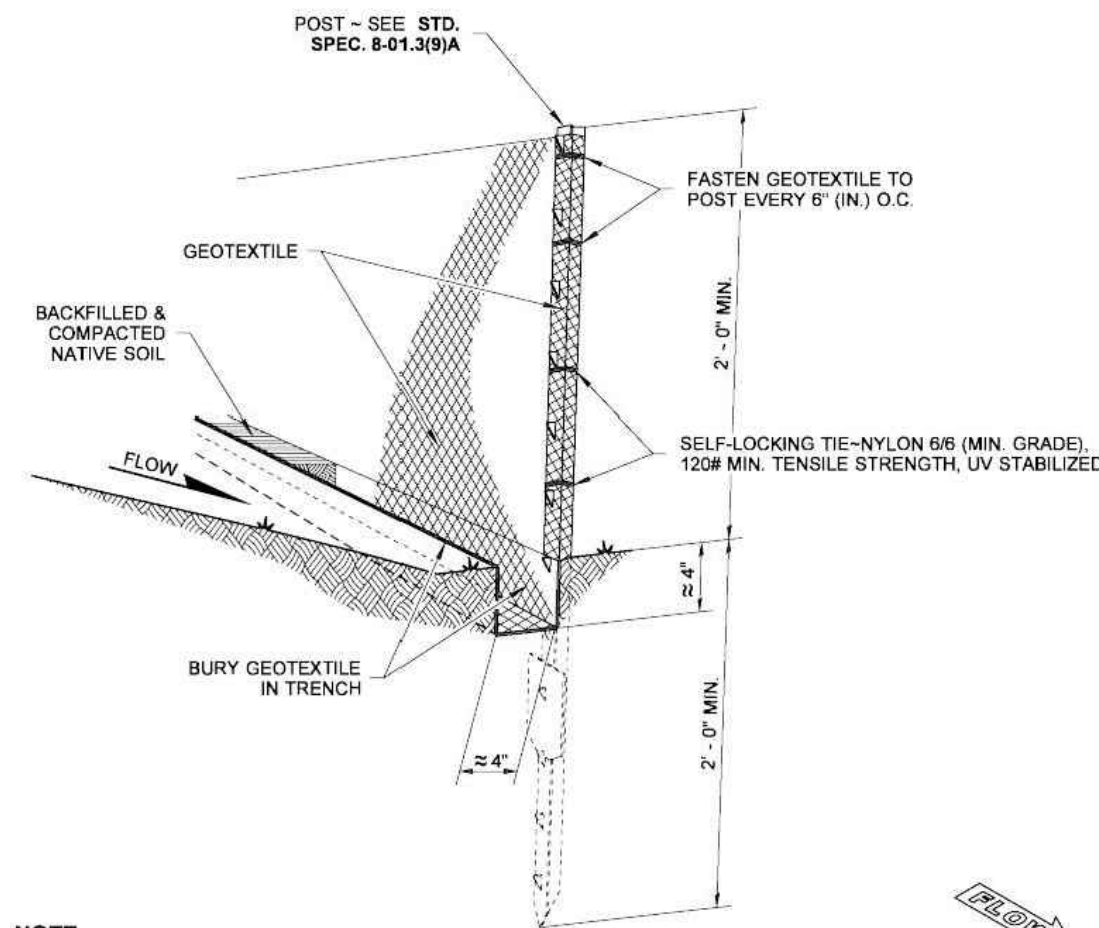 POST ~ SEE STD.
SPEC. 8-01.3(9)A
FASTEN GEOTEXTILE TO
POST EVERY 6" (IN.) O.C.
GEOTEXTILE
2' - 0" MIN.
BACKFILLED &
COMPACTED
NATIVE SOIL
SELF-LOCKING TIE~NYLON 6/6 (MIN. GRADE),
120# MIN. TENSILE STRENGTH, UV STABILIZED
FLOW
≈ 4"
BURY GEOTEXTILE
IN TRENCH
2' - 0" MIN.
≈ 4"
FLOW
NOTE